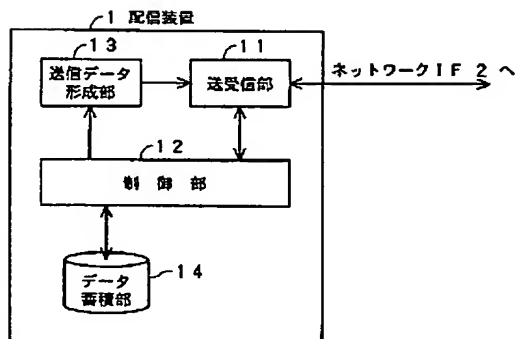 1 配信装置
13
11
送信データ
形成部
送受信部
ネットワークIF 2へ
12
制御部
14
データ
蓄積部